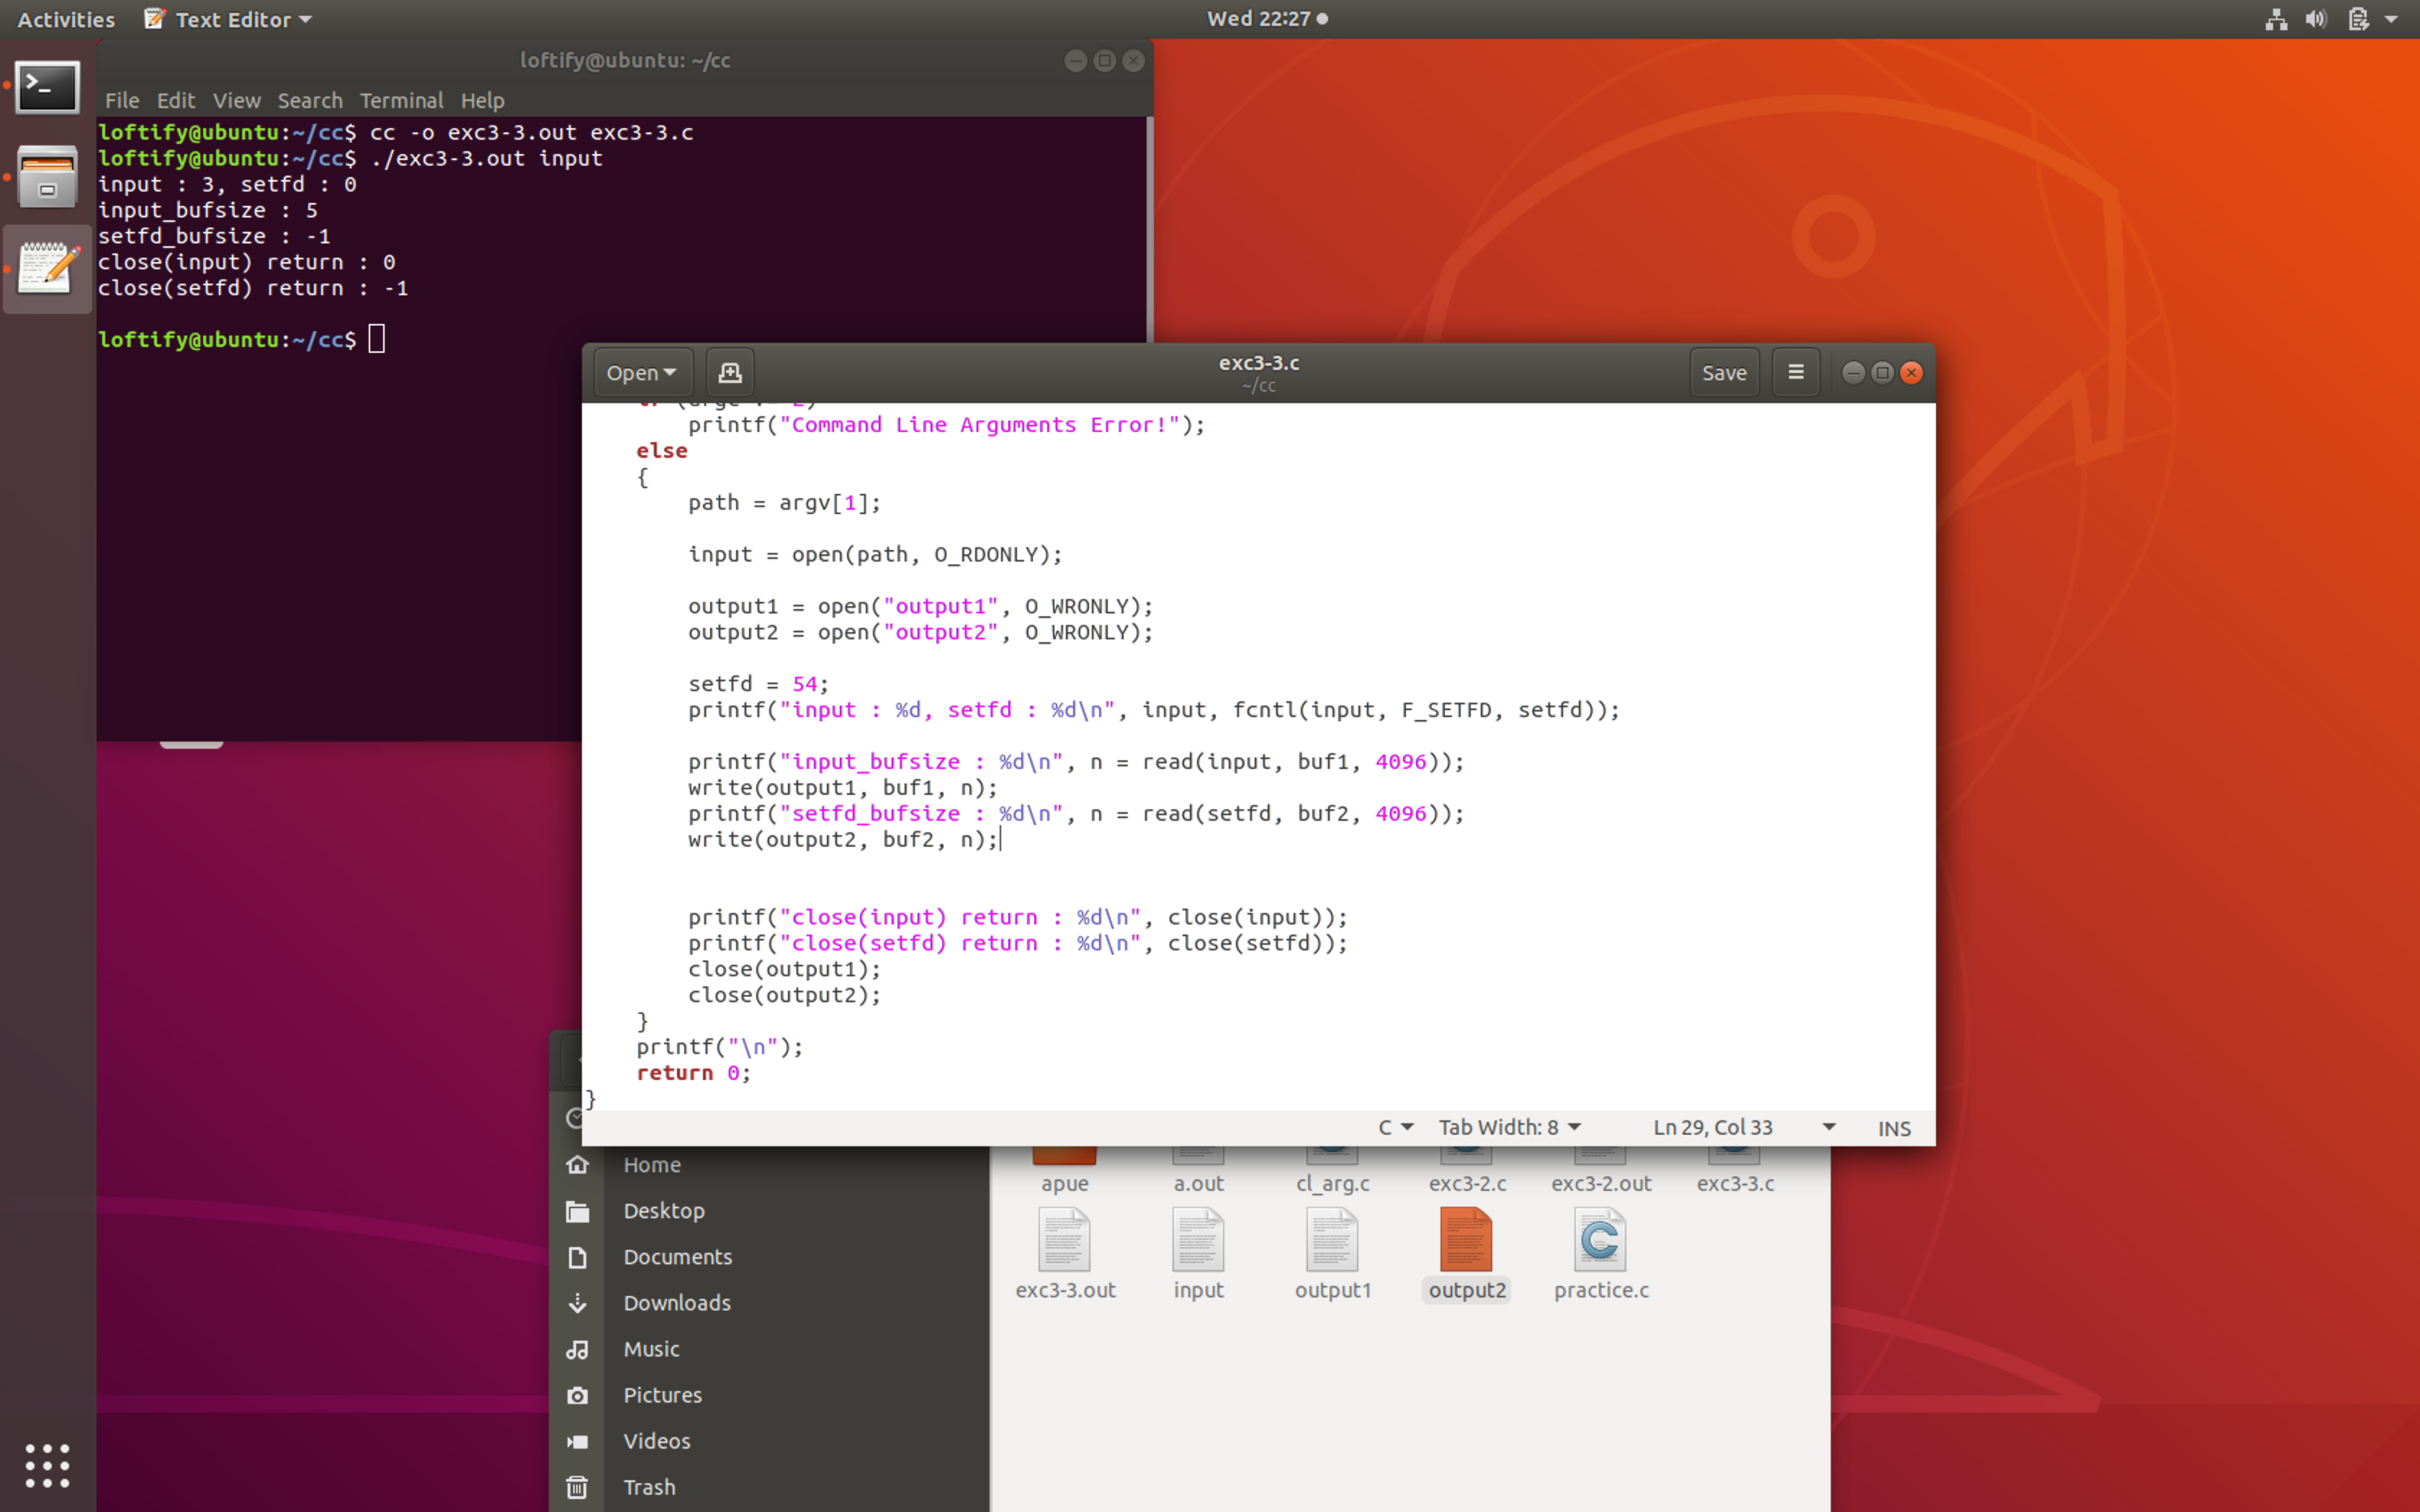 Activities Text Editor Wed 22:27
loftify@ubuntu: ~/cc
File Edit View Search Terminal Help
loftify@ubuntu:~/cc$ cc -o exc3-3.out exc3-3.c
loftify@ubuntu:~/cc$ ./exc3-3.out input
input : 3, setfd : 0
input_bufsize : 5
setfd_bufsize : -1
close(input) return : 0
close(setfd) return : -1
loftify@ubuntu:~/cc$
Open exc3-3.c Save
~/cc
printf("Command Line Arguments Error!");
else
{
path = argv[1];
input = open(path, O_RDONLY);
output1 = open("output1", O_WRONLY);
output2 = open("output2", O_WRONLY);
setfd = 54;
printf("input : %d, setfd : %d\n", input, fcntl(input, F_SETFD, setfd));
printf("input_bufsize : %d\n", n = read(input, buf1, 4096));
write(output1, buf1, n);
printf("setfd_bufsize : %d\n", n = read(setfd, buf2, 4096));
write(output2, buf2, n);
printf("close(input) return : %d\n", close(input));
printf("close(setfd) return : %d\n", close(setfd));
close(output1);
close(output2);
}
printf("\n");
return 0;
}
C Tab Width: 8 Ln 29, Col 33 INS
Home
Desktop
Documents
Downloads
Music
Pictures
Videos
Trash
apue a.out cl_arg.c exc3-2.c exc3-2.out exc3-3.c
exc3-3.out input output1 output2 practice.c